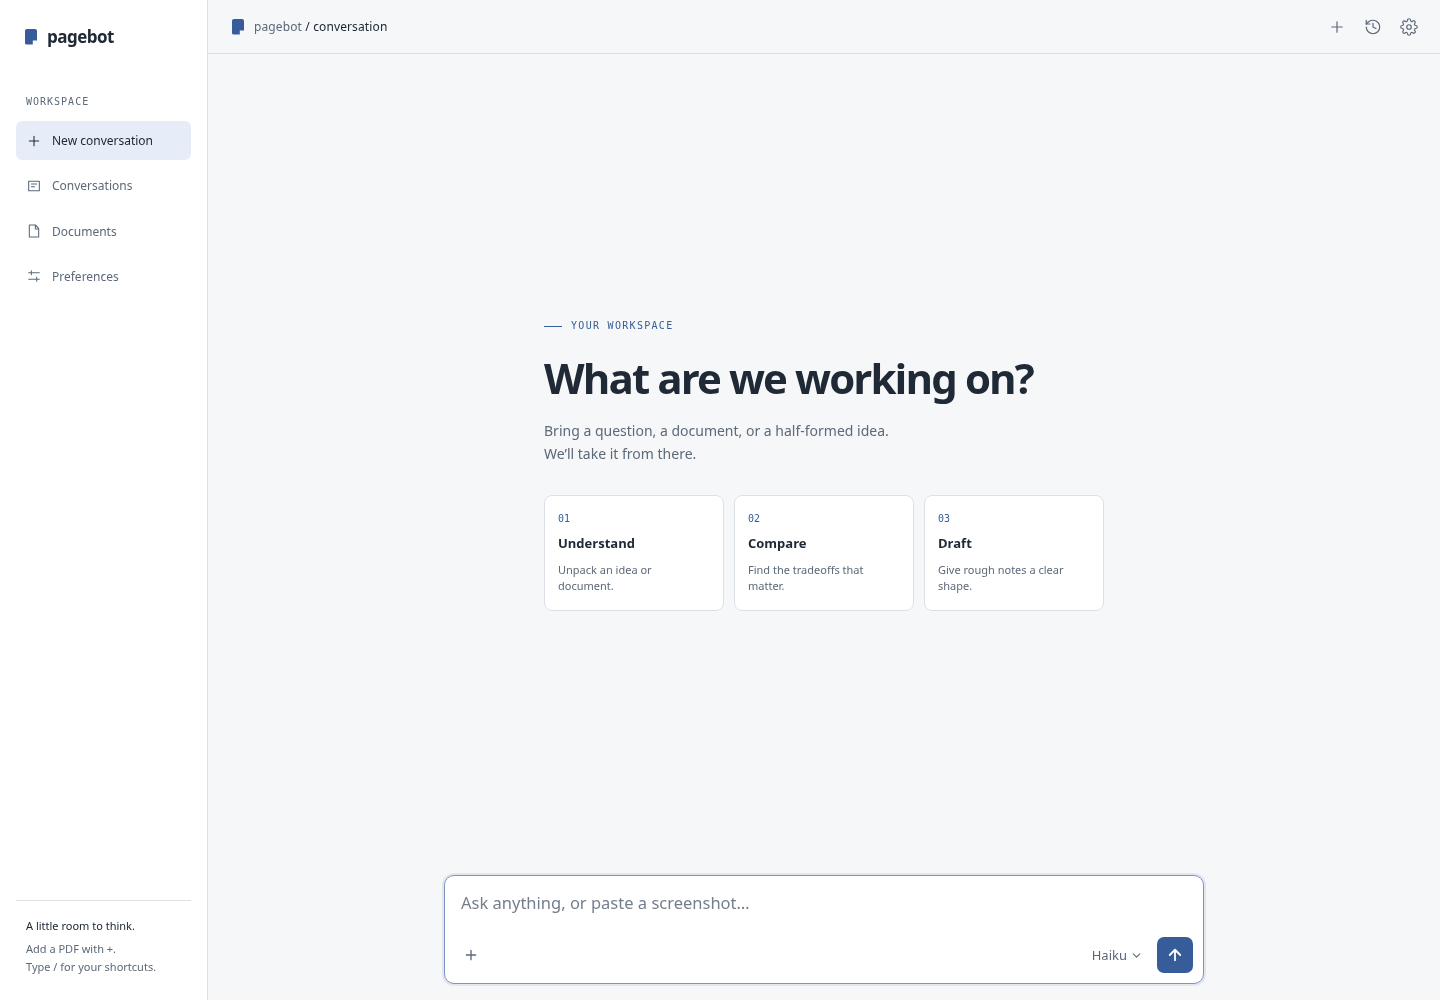 pagebot
WORKSPACE
New conversation
Conversations
Documents
Preferences
A little room to think.
Add a PDF with +.
Type / for your shortcuts.
pagebot / conversation
YOUR WORKSPACE
What are we working on?
Bring a question, a document, or a half-formed idea.
We’ll take it from there.
01
Understand
Unpack an idea or
document.
02
Compare
Find the tradeoffs that
matter.
03
Draft
Give rough notes a clear
shape.
Ask anything, or paste a screenshot...
Haiku